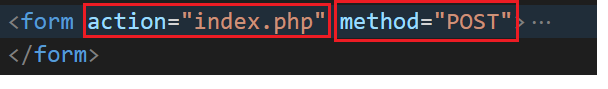 <form action="index.php" method="POST">···
</form>